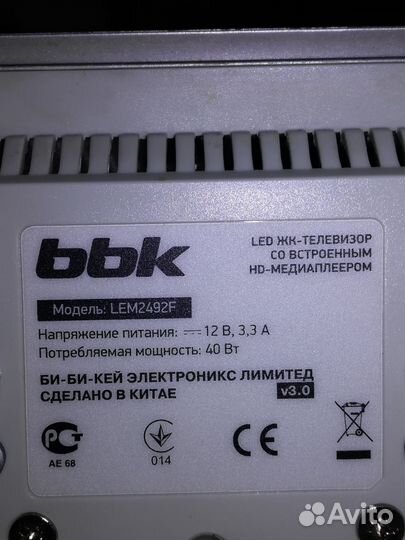 bbk
LED ЖК-ТЕЛЕВИЗОР
СО ВСТРОЕННЫМ
HD-МЕДИАПЛЕЕРОМ
Модель: LEM2492F
Напряжение питания: ⎓ 12 В, 3,3 А
Потребляемая мощность: 40 Вт
БИ-БИ-КЕЙ ЭЛЕКТРОНИКС ЛИМИТЕД
СДЕЛАНО В КИТАЕ
v3.0
РСТ
АЕ 68
014
CE
Avito